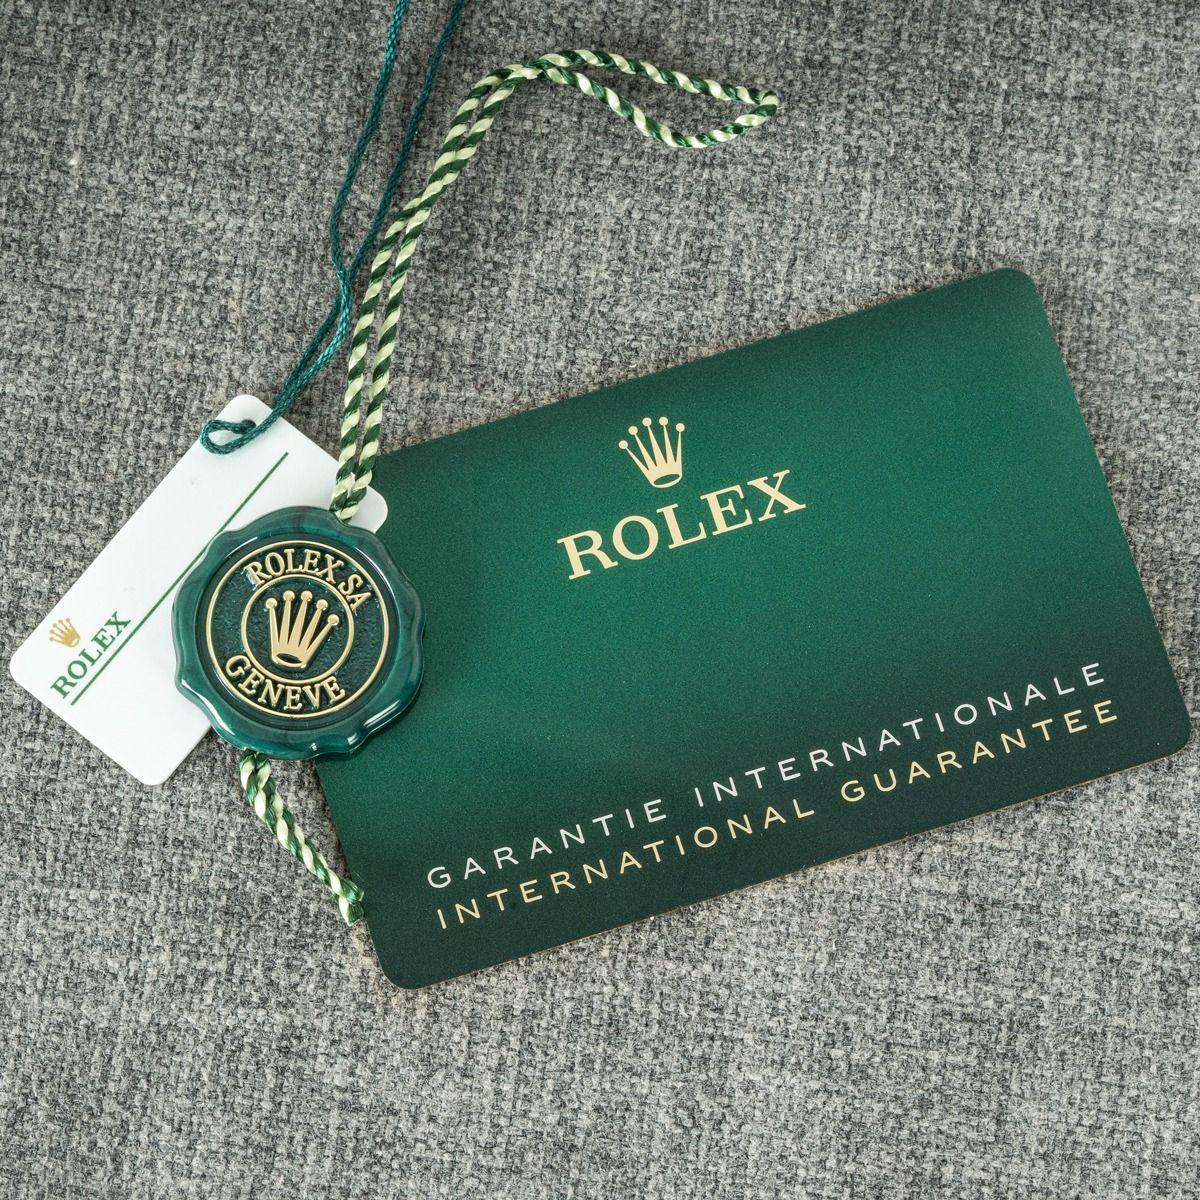 ROLEX
GARANTIE INTERNATIONALE
INTERNATIONAL GUARANTEE
ROLEX SA
GENEVE
ROLEX